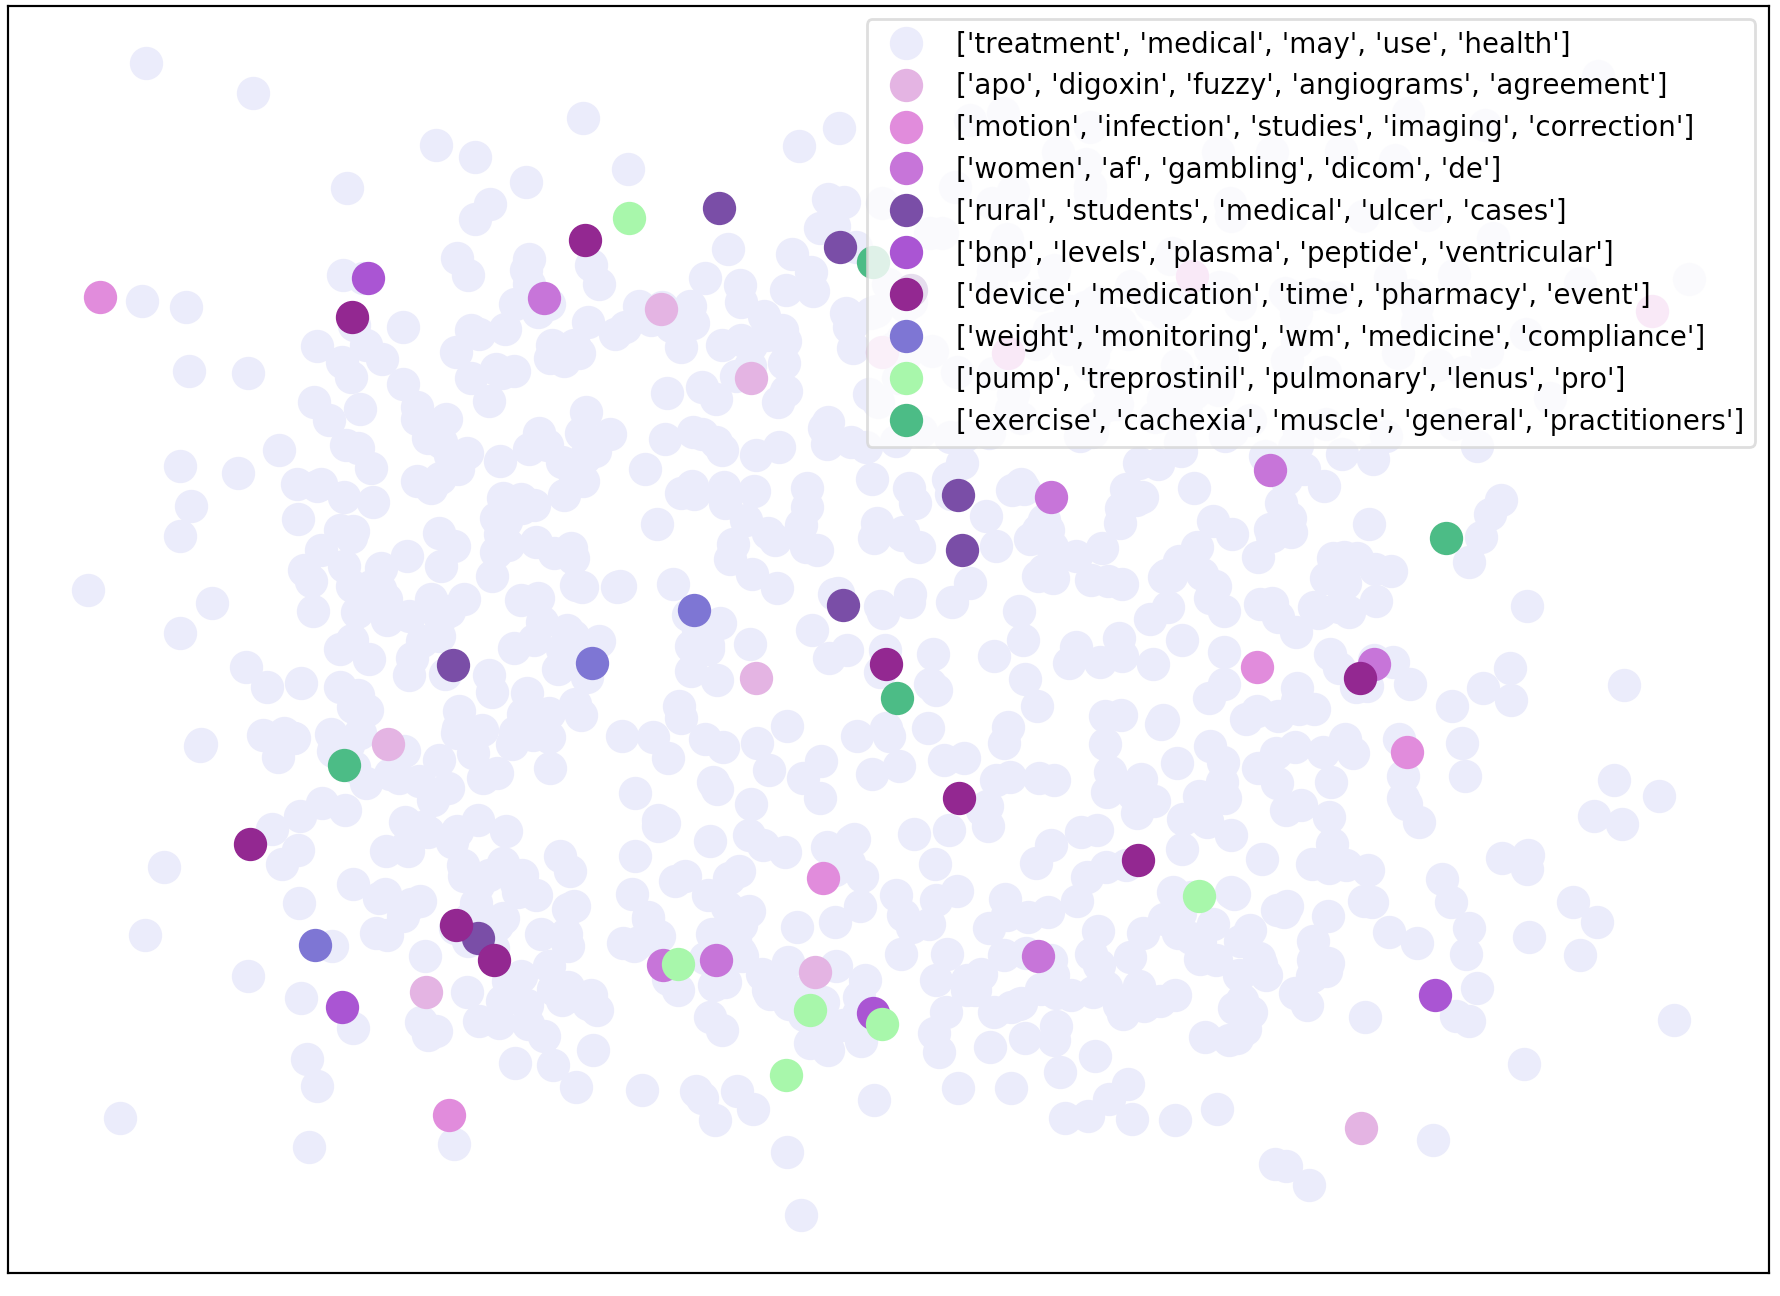 ['treatment', 'medical', 'may', 'use', 'health']
['apo', 'digoxin', 'fuzzy', 'angiograms', 'agreement']
['motion', 'infection', 'studies', 'imaging', 'correction']
['women', 'af', 'gambling', 'dicom', 'de']
['rural', 'students', 'medical', 'ulcer', 'cases']
['bnp', 'levels', 'plasma', 'peptide', 'ventricular']
['device', 'medication', 'time', 'pharmacy', 'event']
['weight', 'monitoring', 'wm', 'medicine', 'compliance']
['pump', 'treprostinil', 'pulmonary', 'lenus', 'pro']
['exercise', 'cachexia', 'muscle', 'general', 'practitioners']